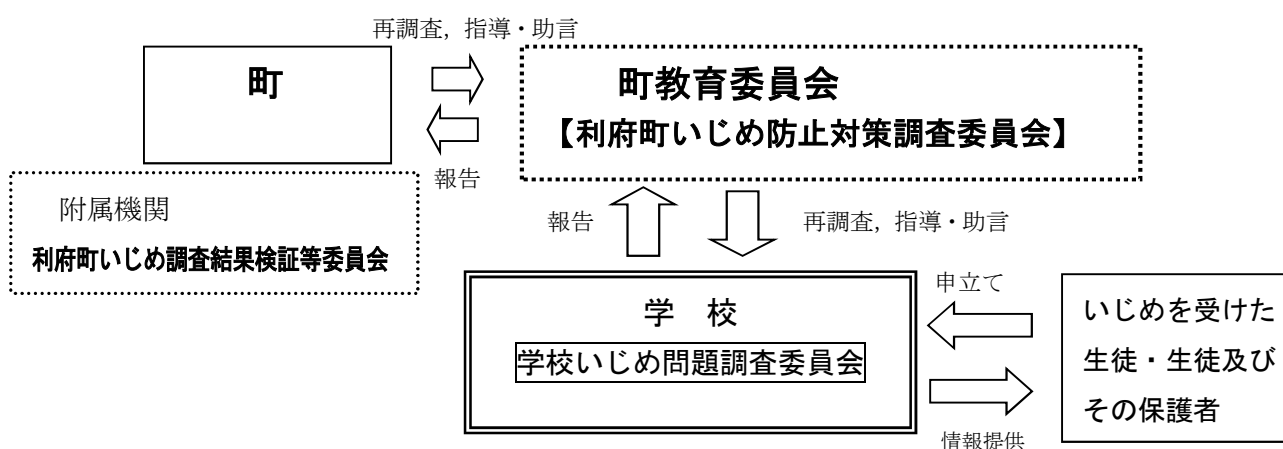 再調査，指導・助言
町
町教育委員会
【利府町いじめ防止対策調査委員会】
報告
附属機関
利府町いじめ調査結果検証等委員会
報告
再調査，指導・助言
学　校
学校いじめ問題調査委員会
申立て
情報提供
いじめを受けた
生徒・生徒及び
その保護者